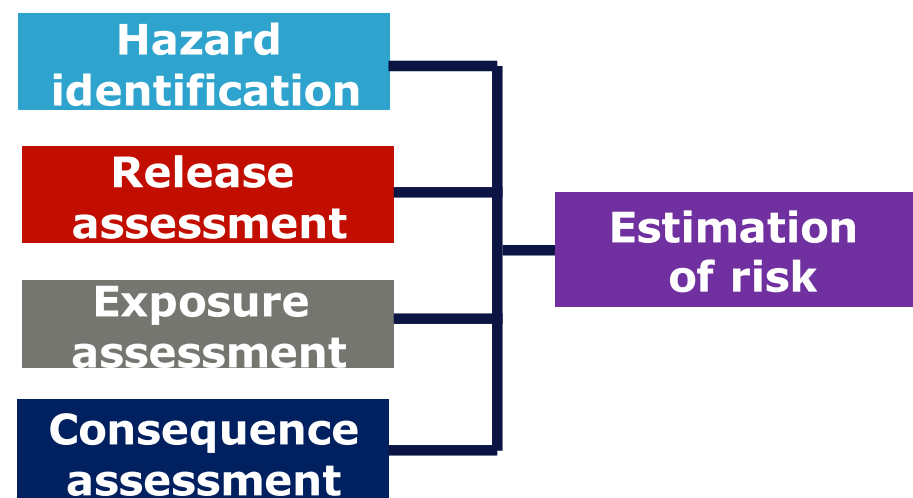 Hazard
identification
Release
assessment
Exposure
assessment
Consequence
assessment
Estimation
of risk